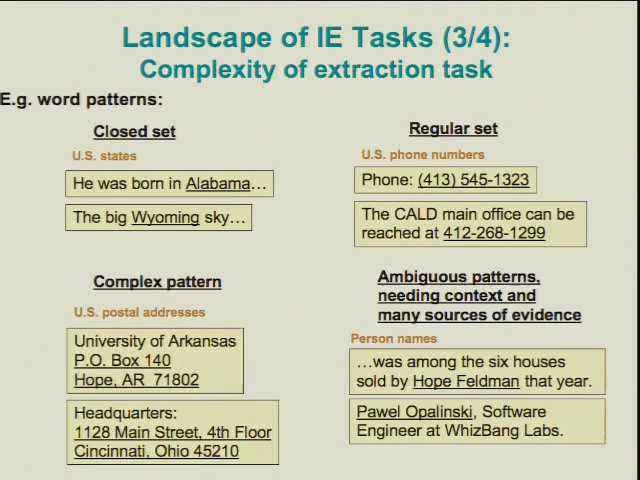 Landscape of IE Tasks (3/4):
Complexity of extraction task
E.g. word patterns:
Closed set
U.S. states
He was born in Alabama…
The big Wyoming sky…
Regular set
U.S. phone numbers
Phone: (413) 545-1323
The CALD main office can be
reached at 412-268-1299
Complex pattern
U.S. postal addresses
University of Arkansas
P.O. Box 140
Hope, AR  71802
Headquarters:
1128 Main Street, 4th Floor
Cincinnati, Ohio 45210
Ambiguous patterns,
needing context and
many sources of evidence
Person names
…was among the six houses
sold by Hope Feldman that year.
Pawel Opalinski, Software
Engineer at WhizBang Labs.